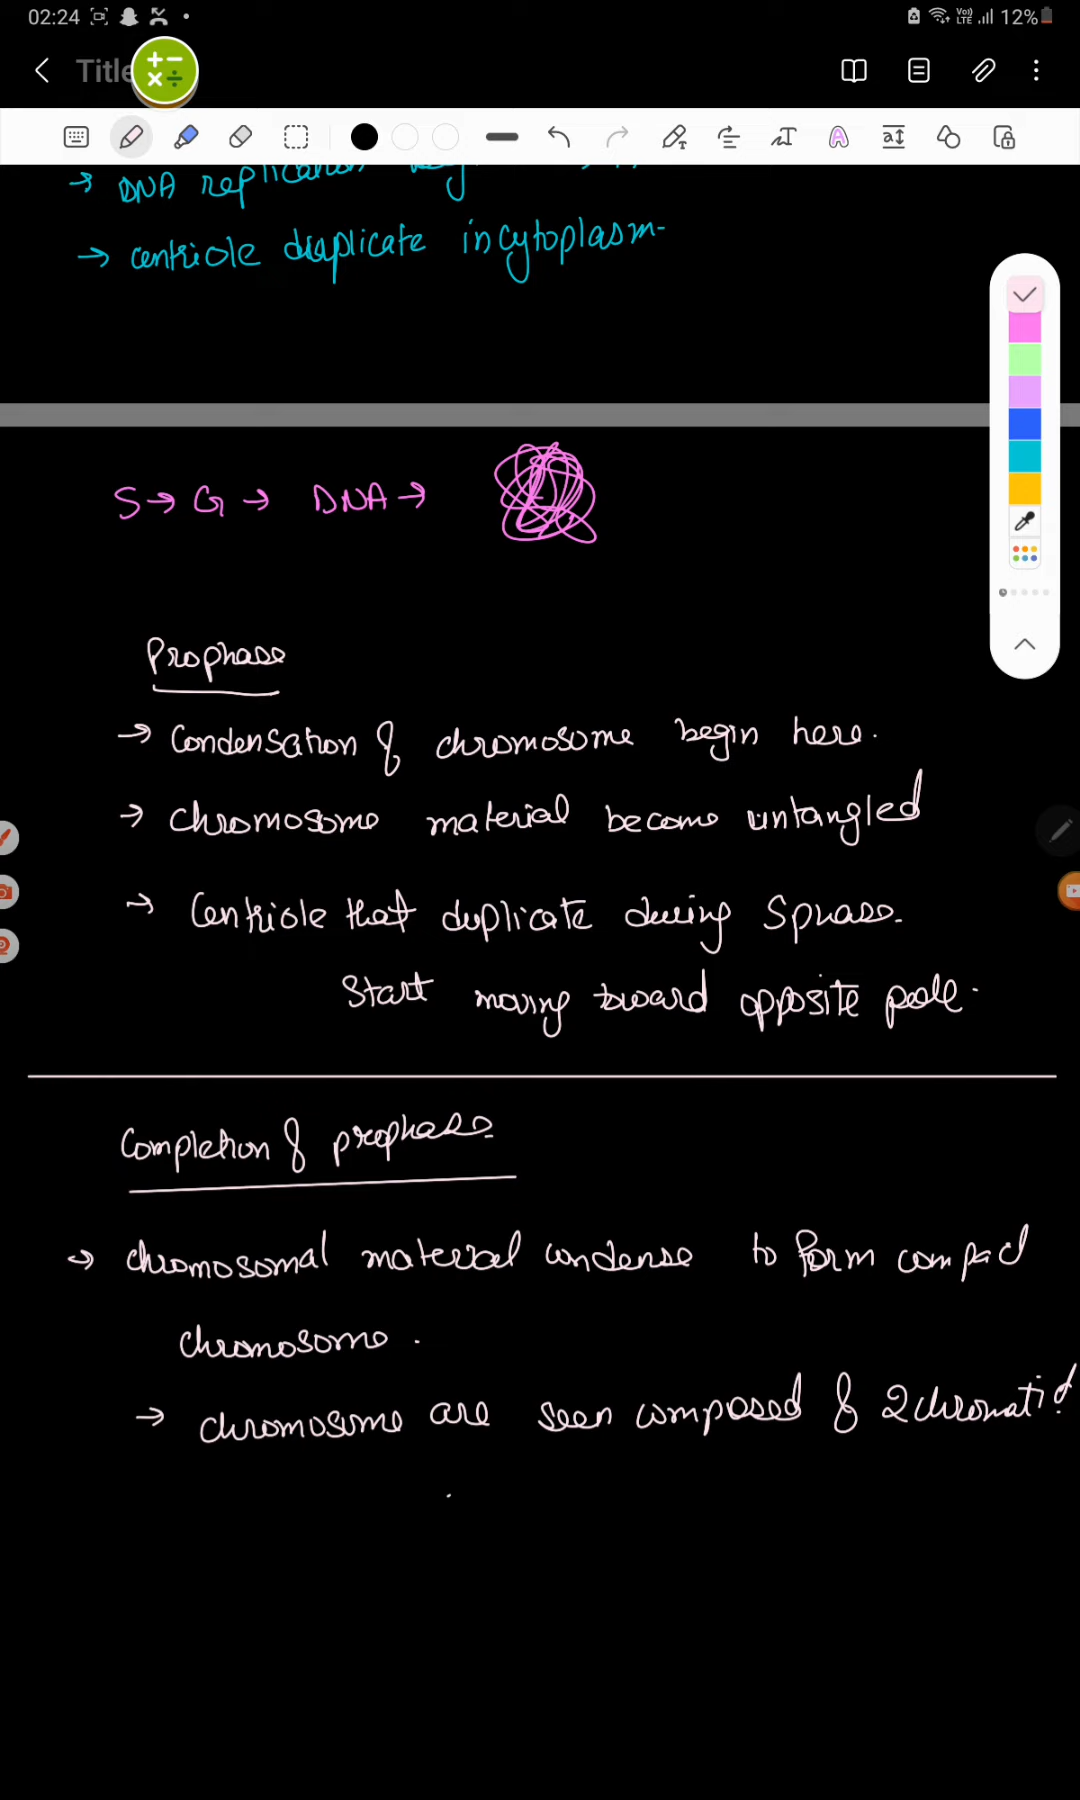 02:24 12%
Title
→ DNA replication
→ centriole duplicate in cytoplasm-
S → G → DNA →
Prophase
→ Condensation of chromosome begin here.
→ chromosome material become untangled
→ Centriole that duplicate during S phase.
Start moving toward opposite pole.
Completion of prophase
→ chromosomal material condense to form compact
chromosome.
→ chromosome are seen composed of 2 chromatid